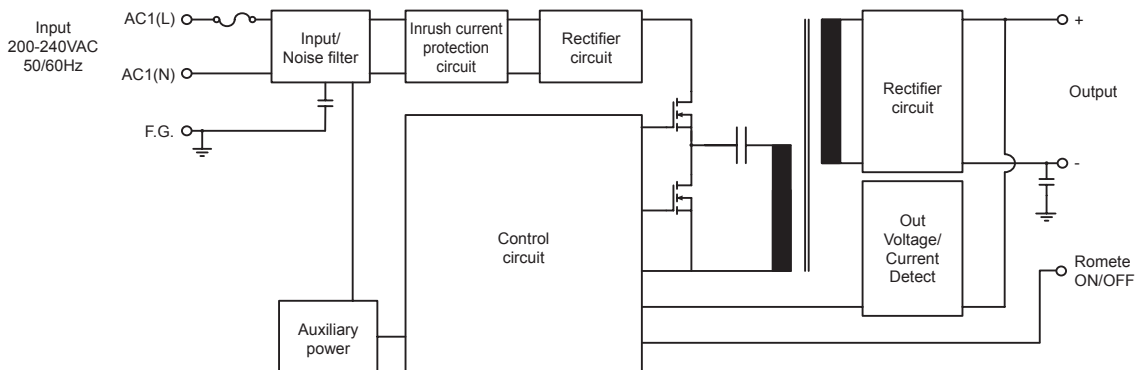 Input
200-240VAC
50/60Hz
AC1(L)
AC1(N)
F.G.
Input/
Noise filter
Inrush current
protection
circuit
Rectifier
circuit
Rectifier
circuit
+
Output
-
Control
circuit
Out
Voltage/
Current
Detect
Romete
ON/OFF
Auxiliary
power